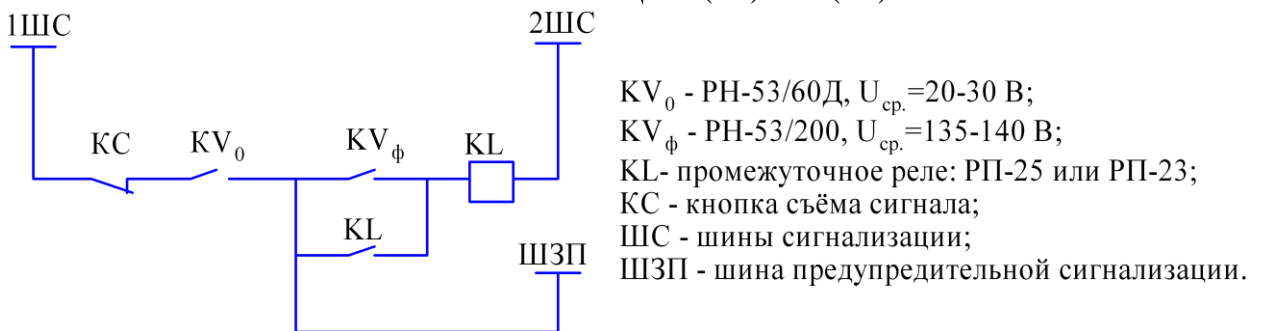 1ШС
2ШС
КС
KV₀
KVф
KL
KL
ШЗП
KV₀ - РН-53/60Д, Uср.=20-30 В;
KVф - РН-53/200, Uср.=135-140 В;
KL- промежуточное реле: РП-25 или РП-23;
КС - кнопка съёма сигнала;
ШС - шины сигнализации;
ШЗП - шина предупредительной сигнализации.